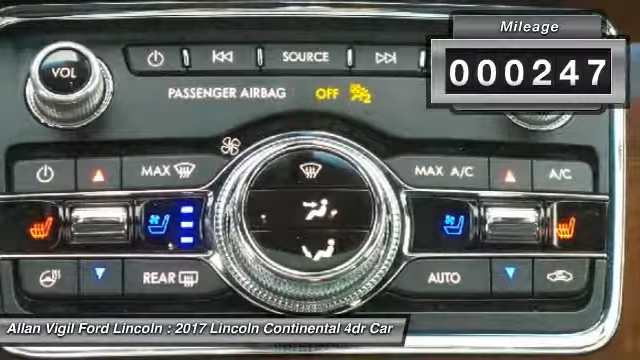 Mileage
000247
VOL
SOURCE
PASSENGER AIRBAG OFF
2
MAX
MAX A/C
A/C
REAR
AUTO
Allan Vigil Ford Lincoln : 2017 Lincoln Continental 4dr Car